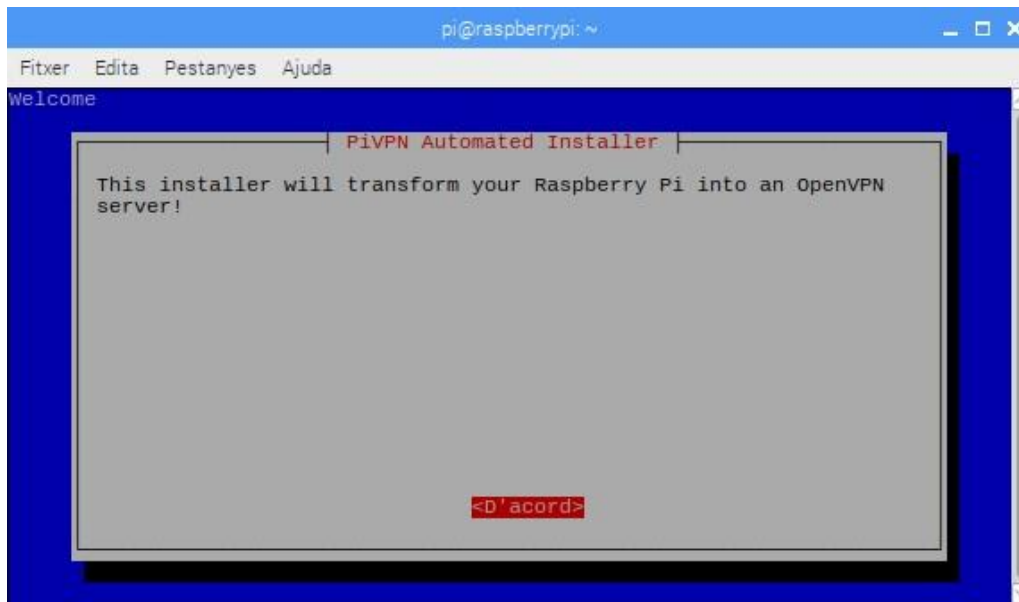 pi@raspberrypi: ~
Fitxer Edita Pestanyes Ajuda
Welcome
PiVPN Automated Installer
This installer will transform your Raspberry Pi into an OpenVPN
server!
<D'acord>